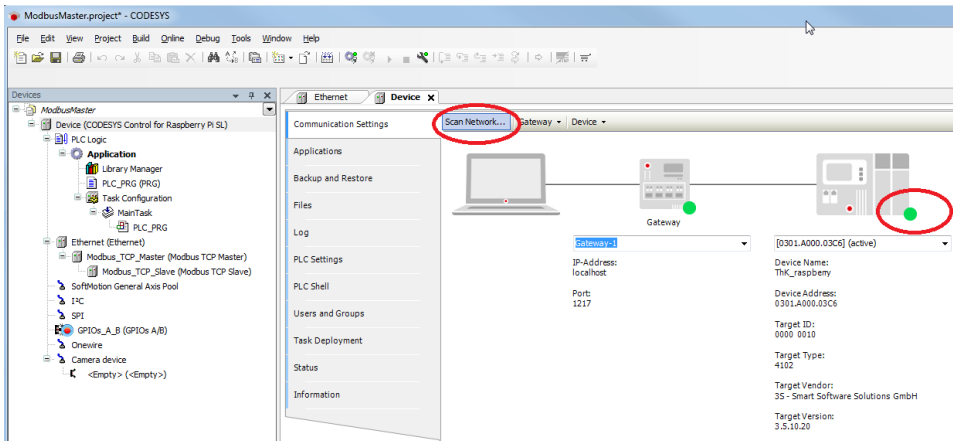 ModbusMaster.project* - CODESYS
File Edit View Project Build Online Debug Tools Window Help
Devices
ModbusMaster
Device (CODESYS Control for Raspberry Pi SL)
PLC Logic
Application
Library Manager
PLC_PRG (PRG)
Task Configuration
MainTask
PLC_PRG
Ethernet (Ethernet)
Modbus_TCP_Master (Modbus TCP Master)
Modbus_TCP_Slave (Modbus TCP Slave)
SoftMotion General Axis Pool
I²C
SPI
GPIOs_A_B (GPIOs A/B)
Onewire
Camera device
<Empty> (<Empty>)
Ethernet Device
Communication Settings
Applications
Backup and Restore
Files
Log
PLC Settings
PLC Shell
Users and Groups
Task Deployment
Status
Information
Scan Network... Gateway Device
Gateway
Gateway-1
IP-Address:
localhost
Port:
1217
[0301.A000.03C6] (active)
Device Name:
ThK_raspberry
Device Address:
0301.A000.03C6
Target ID:
0000 0010
Target Type:
4102
Target Vendor:
3S - Smart Software Solutions GmbH
Target Version:
3.5.10.20